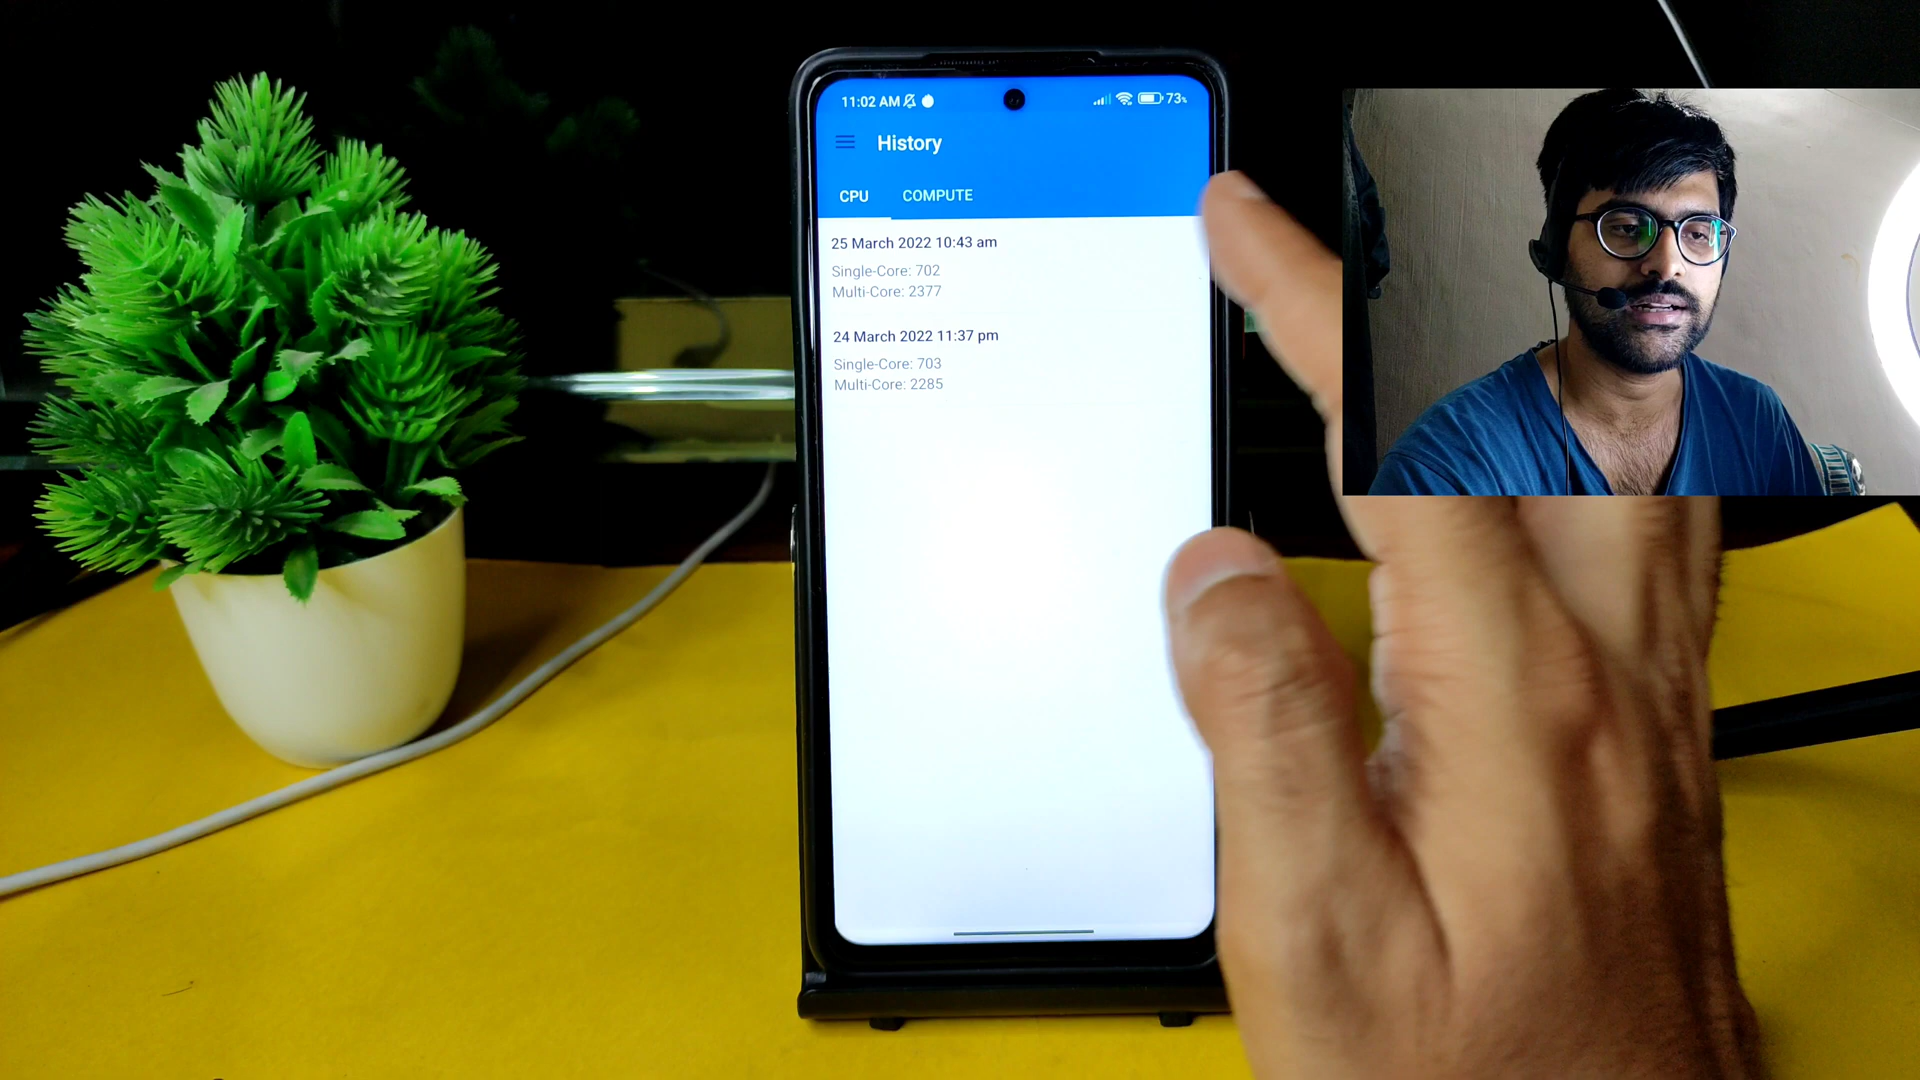 11:02 AM 73%
History
CPU COMPUTE
25 March 2022 10:43 am
Single-Core: 702
Multi-Core: 2377
24 March 2022 11:37 pm
Single-Core: 703
Multi-Core: 2285